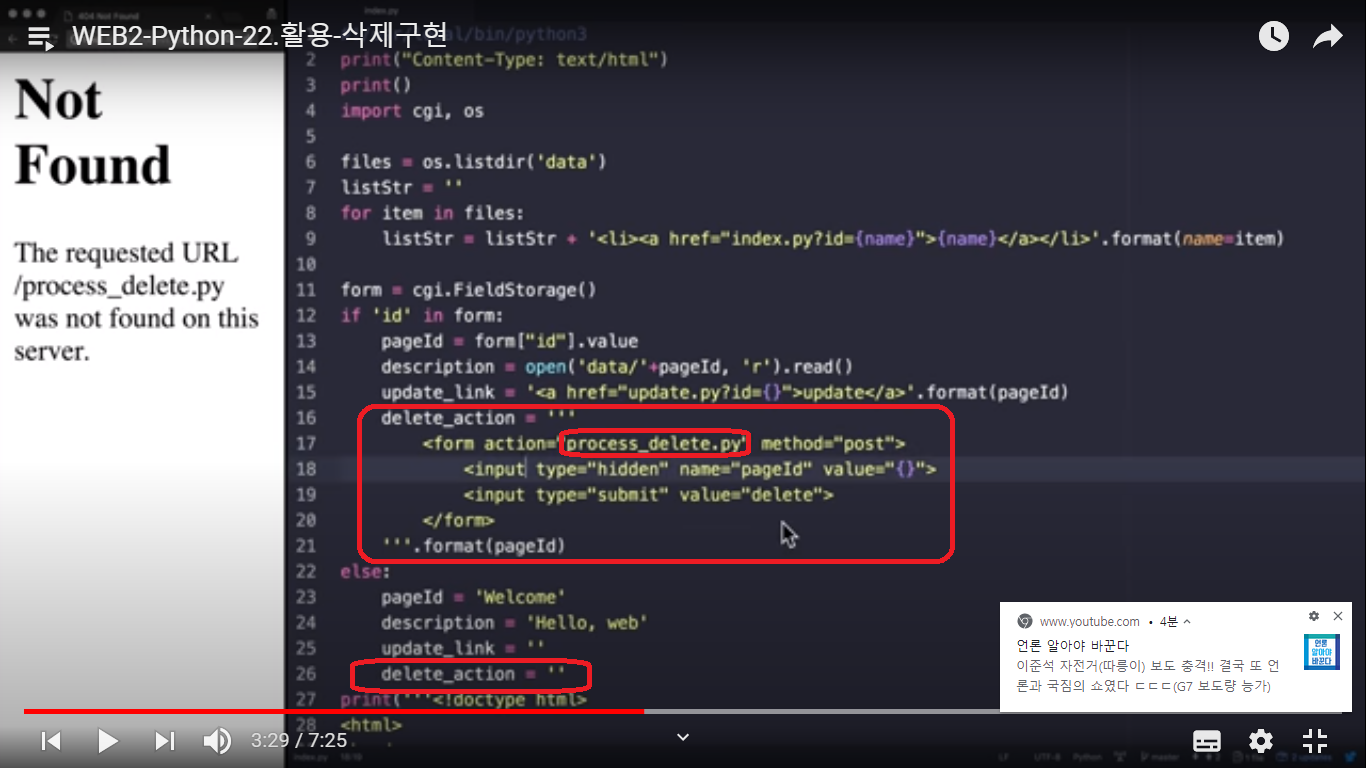 404 Not Found
index.py
WEB2-Python-22.활용-삭제구현
al/bin/python3
Not
Found
The requested URL
/process_delete.py
was not found on this
server.
2 print("Content-Type: text/html")
3 print()
4 import cgi, os
5
6 files = os.listdir('data')
7 listStr = ''
8 for item in files:
9 listStr = listStr + '<li><a href="index.py?id={name}">{name}</a></li>'.format(name=item)
10
11 form = cgi.FieldStorage()
12 if 'id' in form:
13 pageId = form["id"].value
14 description = open('data/'+pageId, 'r').read()
15 update_link = '<a href="update.py?id={}">update</a>'.format(pageId)
16 delete_action = '''
17 <form action="process_delete.py" method="post">
18 <input type="hidden" name="pageId" value="{}">
19 <input type="submit" value="delete">
20 </form>
21 '''.format(pageId)
22 else:
23 pageId = 'Welcome'
24 description = 'Hello, web'
25 update_link = ''
26 delete_action = ''
27 print('''<!doctype html>
28 <html>
www.youtube.com • 4분
언론 알아야 바꾼다
이준석 자전거(따릉이) 보도 충격!! 결국 또 언
론과 국짐의 쇼였다 ㄷㄷㄷ(G7 보도량 능가)
언론
알아야
바꾼다
3:29 / 7:25
index.py
LF UTF-8 Python master